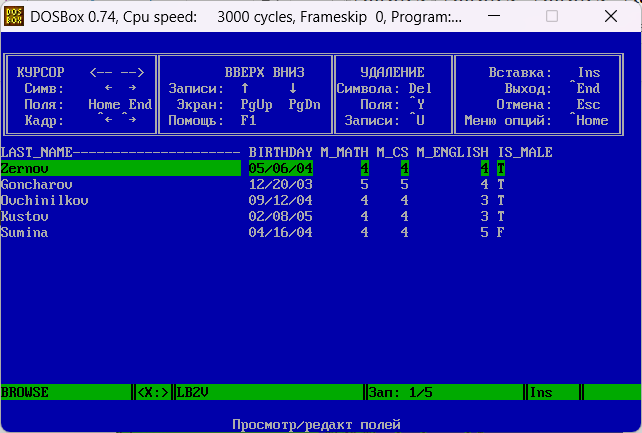 DOSBox 0.74, Cpu speed: 3000 cycles, Frameskip 0, Program:...
КУРСОР <-- --> ВВЕРХ ВНИЗ УДАЛЕНИЕ Вставка: Ins
Симв: ← → Записи: ↑ ↓ Символа: Del Выход: ^End
Поля: Home End Экран: PgUp PgDn Поля: ^Y Отмена: Esc
Кадр: ^← ^→ Помощь: F1 Записи: ^U Меню опций: ^Home
LAST_NAME--------------------- BIRTHDAY M_MATH M_CS M_ENGLISH IS_MALE
Zernov 05/06/04 4 4 4 T
Goncharov 12/20/03 5 5 4 T
Ovchinilkov 09/12/04 4 4 3 T
Kustov 02/08/05 4 4 3 T
Sumina 04/16/04 4 4 5 F
BROWSE <X:> LB2V Зап: 1/5 Ins
Просмотр/редакт полей